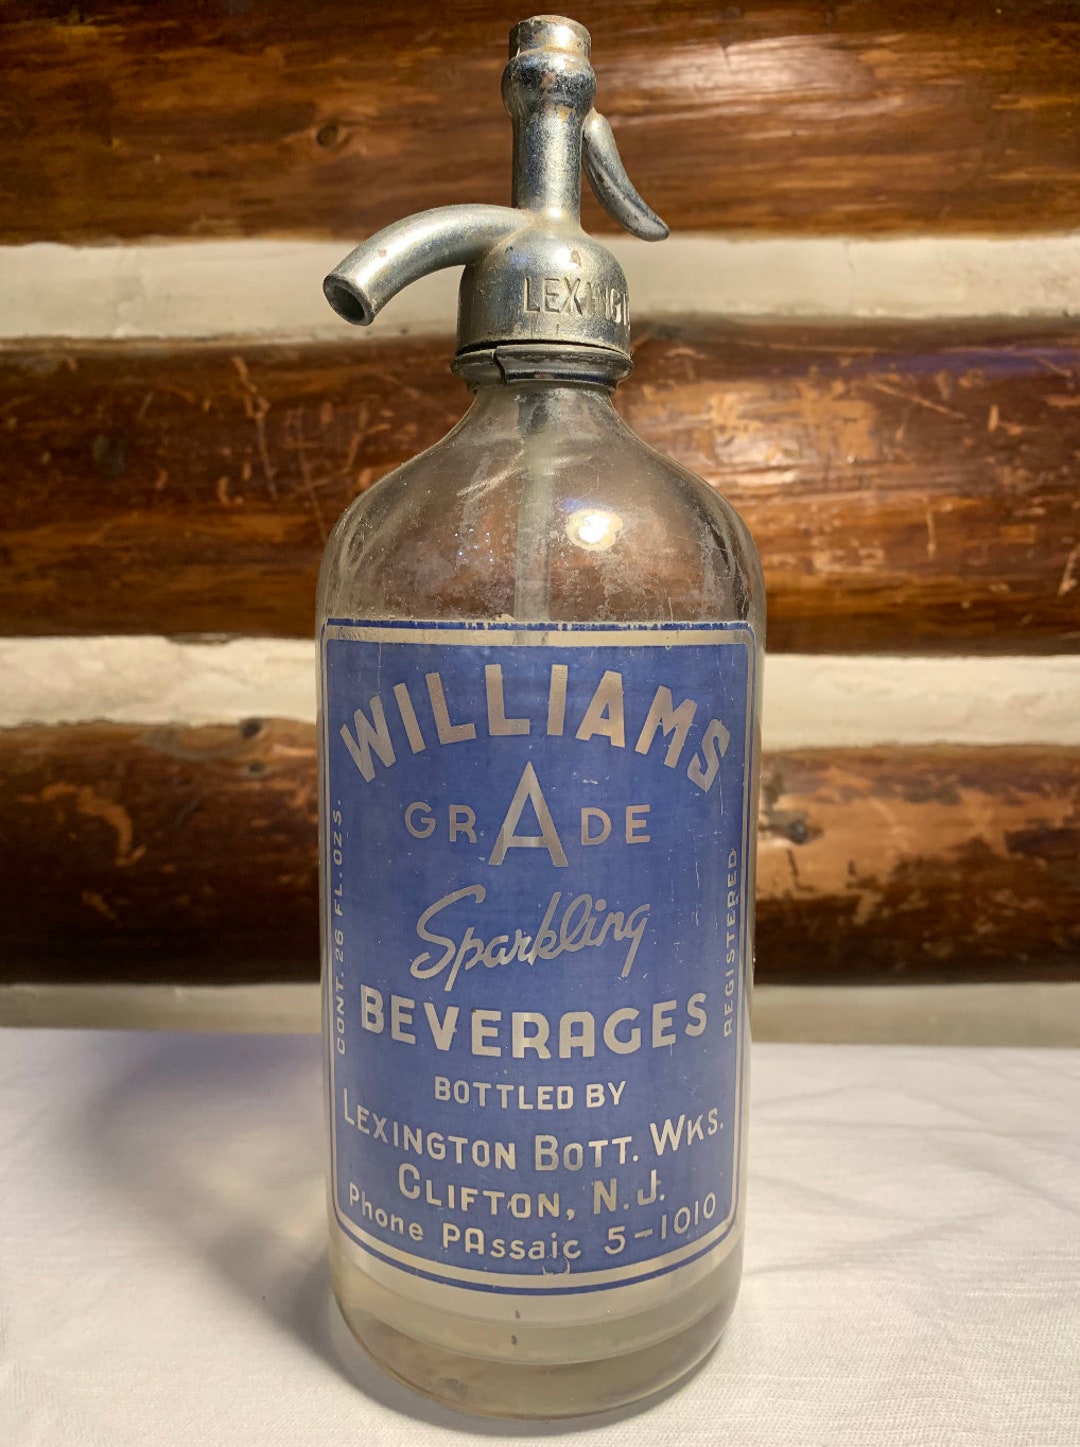 WILLIAMS
GRADE
Sparkling
BEVERAGES
BOTTLED BY
LEXINGTON BOTT. WKS.
CLIFTON, N.J.
Phone PAssaic 5-1010
CONT. 26 FL. OZS.
REGISTERED